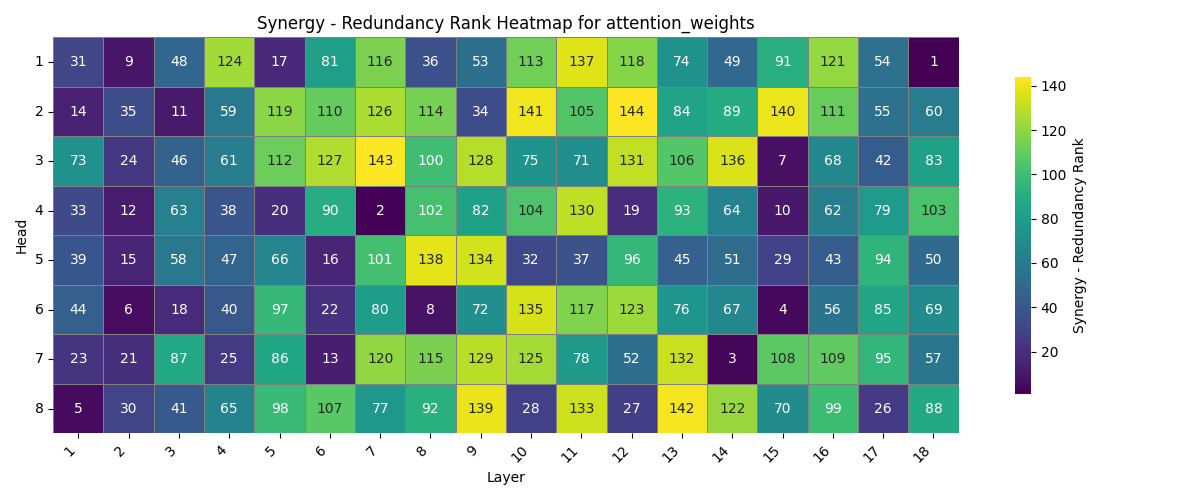 Synergy - Redundancy Rank Heatmap for attention_weights
1 31 9 48 124 17 81 116 36 53 113 137 118 74 49 91 121 54 1
2 14 35 11 59 119 110 126 114 34 141 105 144 84 89 140 111 55 60
3 73 24 46 61 112 127 143 100 128 75 71 131 106 136 7 68 42 83
4 33 12 63 38 20 90 2 102 82 104 130 19 93 64 10 62 79 103
5 39 15 58 47 66 16 101 138 134 32 37 96 45 51 29 43 94 50
6 44 6 18 40 97 22 80 8 72 135 117 123 76 67 4 56 85 69
7 23 21 87 25 86 13 120 115 129 125 78 52 132 3 108 109 95 57
8 5 30 41 65 98 107 77 92 139 28 133 27 142 122 70 99 26 88
1 2 3 4 5 6 7 8 9 10 11 12 13 14 15 16 17 18
Layer
Head
140
120
100
80
60
40
20
Synergy - Redundancy Rank